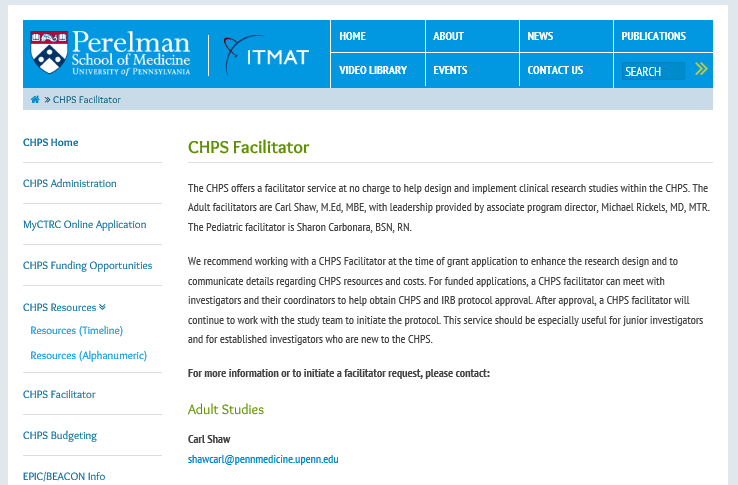 Perelman
School of Medicine
UNIVERSITY of PENNSYLVANIA
ITMAT
HOME
ABOUT
NEWS
PUBLICATIONS
VIDEO LIBRARY
EVENTS
CONTACT US
SEARCH
» CHPS Facilitator
CHPS Home
CHPS Administration
MyCTRC Online Application
CHPS Funding Opportunities
CHPS Resources
Resources (Timeline)
Resources (Alphanumeric)
CHPS Facilitator
CHPS Budgeting
EPIC/BEACON Info
CHPS Facilitator
The CHPS offers a facilitator service at no charge to help design and implement clinical research studies within the CHPS. The
Adult facilitators are Carl Shaw, M.Ed, MBE, with leadership provided by associate program director, Michael Rickels, MD, MTR.
The Pediatric facilitator is Sharon Carbonara, BSN, RN.
We recommend working with a CHPS Facilitator at the time of grant application to enhance the research design and to
communicate details regarding CHPS resources and costs. For funded applications, a CHPS facilitator can meet with
investigators and their coordinators to help obtain CHPS and IRB protocol approval. After approval, a CHPS facilitator will
continue to work with the study team to initiate the protocol. This service should be especially useful for junior investigators
and for established investigators who are new to the CHPS.
For more information or to initiate a facilitator request, please contact:
Adult Studies
Carl Shaw
shawcarl@pennmedicine.upenn.edu